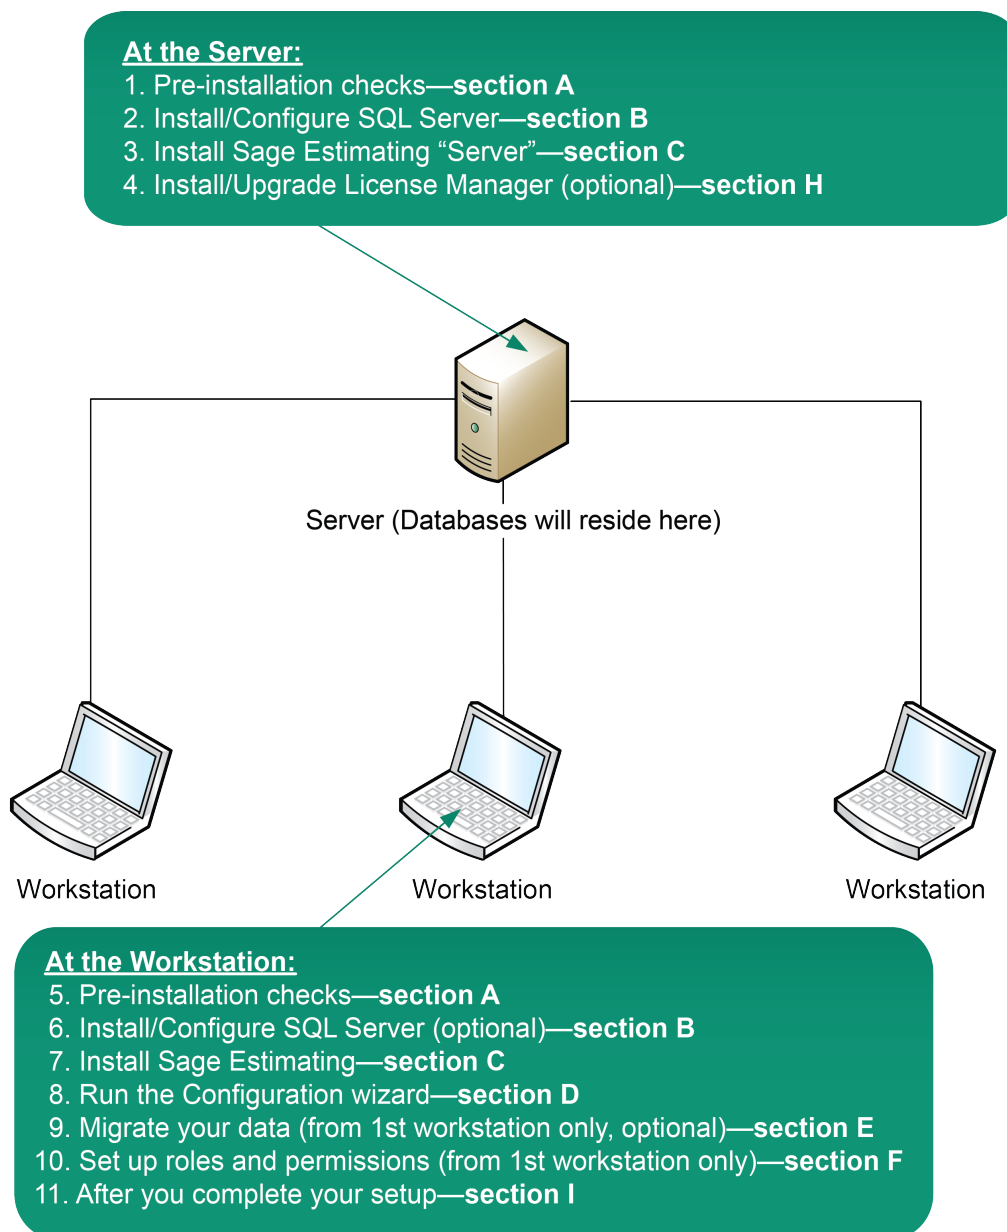 At the Server:
1. Pre-installation checks—section A
2. Install/Configure SQL Server—section B
3. Install Sage Estimating “Server”—section C
4. Install/Upgrade License Manager (optional)—section H
Server (Databases will reside here)
Workstation
Workstation
Workstation
At the Workstation:
5. Pre-installation checks—section A
6. Install/Configure SQL Server (optional)—section B
7. Install Sage Estimating—section C
8. Run the Configuration wizard—section D
9. Migrate your data (from 1st workstation only, optional)—section E
10. Set up roles and permissions (from 1st workstation only)—section F
11. After you complete your setup—section I